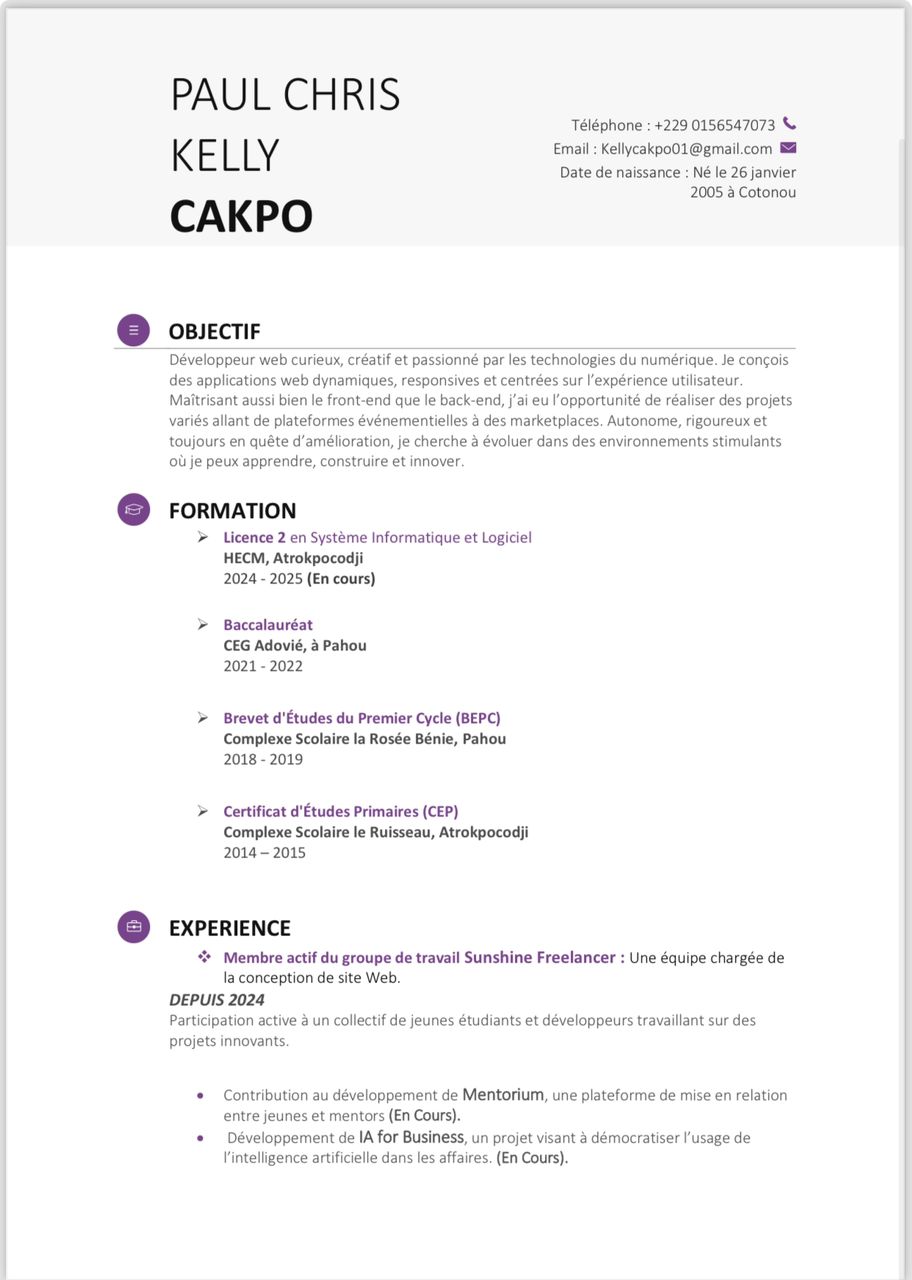 PAUL CHRIS
KELLY
CAKPO
Téléphone : +229 0156547073
Email : Kellycakpo01@gmail.com
Date de naissance : Né le 26 janvier
2005 à Cotonou
OBJECTIF
Développeur web curieux, créatif et passionné par les technologies du numérique. Je conçois
des applications web dynamiques, responsives et centrées sur l’expérience utilisateur.
Maîtrisant aussi bien le front-end que le back-end, j’ai eu l’opportunité de réaliser des projets
variés allant de plateformes événementielles à des marketplaces. Autonome, rigoureux et
toujours en quête d’amélioration, je cherche à évoluer dans des environnements stimulants
où je peux apprendre, construire et innover.
FORMATION
➢ Licence 2 en Système Informatique et Logiciel
HECM, Atrokpocodji
2024 - 2025 (En cours)
➢ Baccalauréat
CEG Adovié, à Pahou
2021 - 2022
➢ Brevet d'Études du Premier Cycle (BEPC)
Complexe Scolaire la Rosée Bénie, Pahou
2018 - 2019
➢ Certificat d'Études Primaires (CEP)
Complexe Scolaire le Ruisseau, Atrokpocodji
2014 – 2015
EXPERIENCE
❖ Membre actif du groupe de travail Sunshine Freelancer : Une équipe chargée de
la conception de site Web.
DEPUIS 2024
Participation active à un collectif de jeunes étudiants et développeurs travaillant sur des
projets innovants.
• Contribution au développement de Mentorium, une plateforme de mise en relation
entre jeunes et mentors (En Cours).
• Développement de IA for Business, un projet visant à démocratiser l’usage de
l’intelligence artificielle dans les affaires. (En Cours).